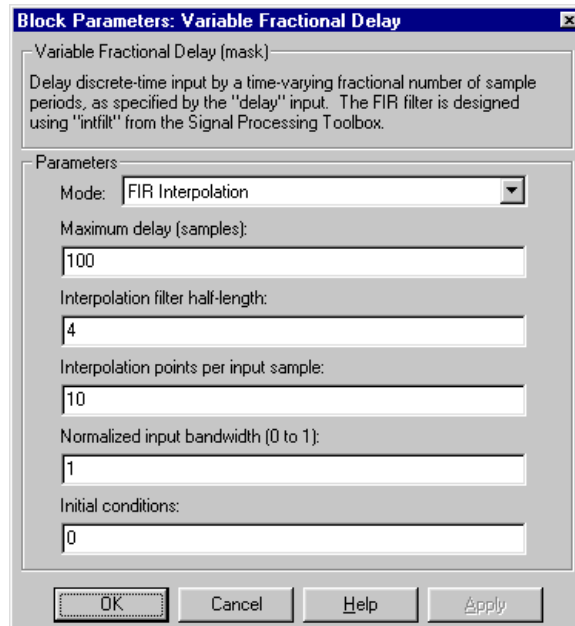 Block Parameters: Variable Fractional Delay
Variable Fractional Delay (mask)
Delay discrete-time input by a time-varying fractional number of sample
periods, as specified by the "delay" input. The FIR filter is designed
using "intfilt" from the Signal Processing Toolbox.
Parameters
Mode: FIR Interpolation
Maximum delay (samples):
100
Interpolation filter half-length:
4
Interpolation points per input sample:
10
Normalized input bandwidth (0 to 1):
1
Initial conditions:
0
OK Cancel Help Apply